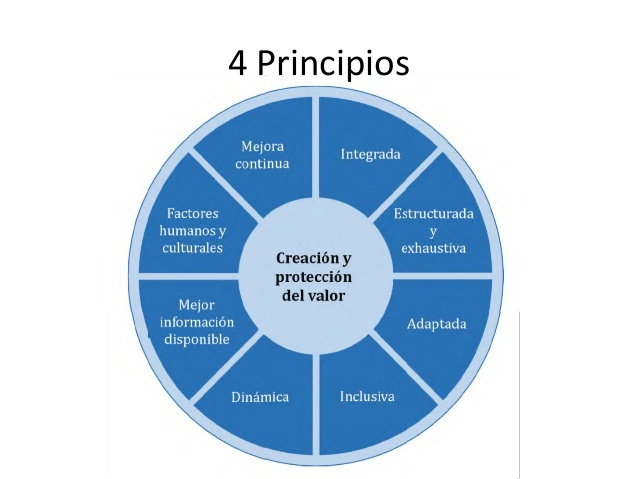 4 Principios
Mejora
continua
Integrada
Factores
humanos y
culturales
Estructurada
y
exhaustiva
Creación y
protección
del valor
Mejor
información
disponible
Adaptada
Dinámica
Inclusiva